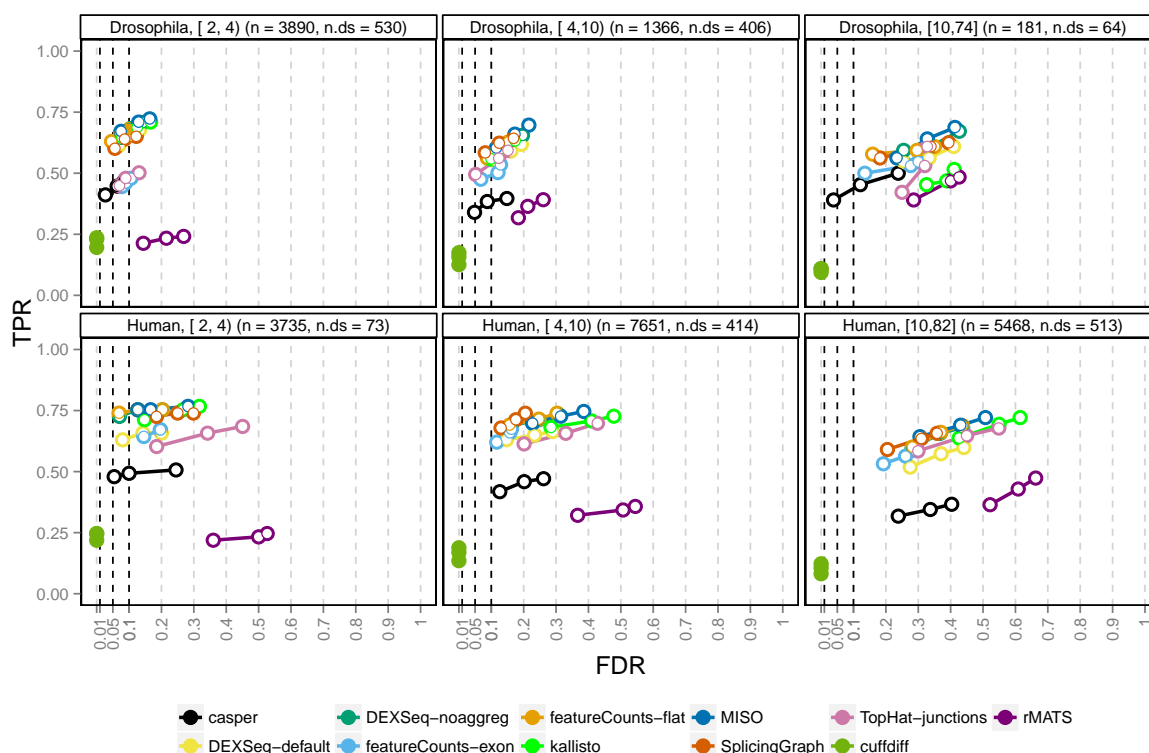 Drosophila, [ 2, 4) (n = 3890, n.ds = 530)
Drosophila, [ 4,10) (n = 1366, n.ds = 406)
Drosophila, [10,74] (n = 181, n.ds = 64)
1.00
0.75
0.50
0.25
0.00
TPR
Human, [ 2, 4) (n = 3735, n.ds = 73)
Human, [ 4,10) (n = 7651, n.ds = 414)
Human, [10,82] (n = 5468, n.ds = 513)
1.00
0.75
0.50
0.25
0.00
0.01 0.05 0.1 0.2 0.3 0.4 0.5 0.6 0.7 0.8 0.9 1
0.01 0.05 0.1 0.2 0.3 0.4 0.5 0.6 0.7 0.8 0.9 1
0.01 0.05 0.1 0.2 0.3 0.4 0.5 0.6 0.7 0.8 0.9 1
FDR
casper DEXSeq−noaggreg featureCounts−flat MISO TopHat−junctions rMATS
DEXSeq−default featureCounts−exon kallisto SplicingGraph cuffdiff